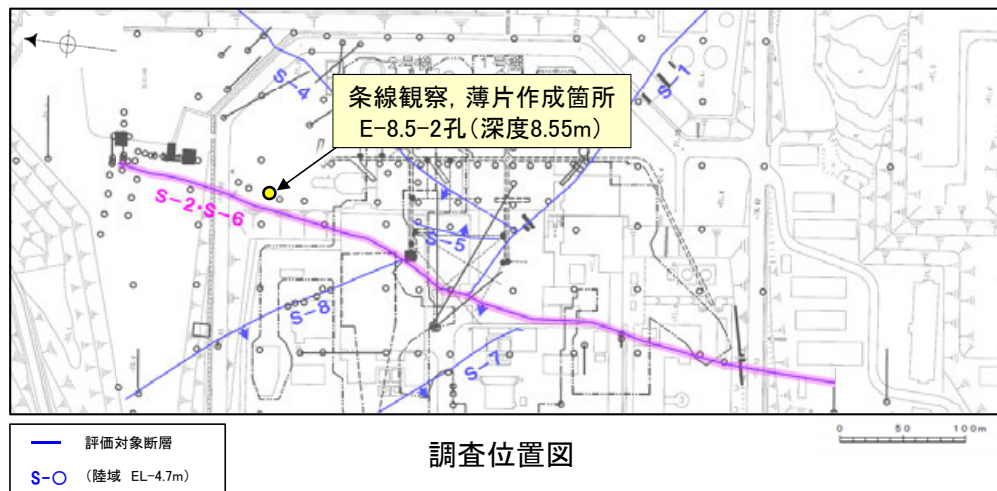 S-4
S-1
条線観察，薄片作成箇所
E-8.5-2孔（深度8.55m）
S-2・S-6
S-5
S-8
S-7
0 50 100m
調査位置図
評価対象断層
S-○ （陸域 EL-4.7m）